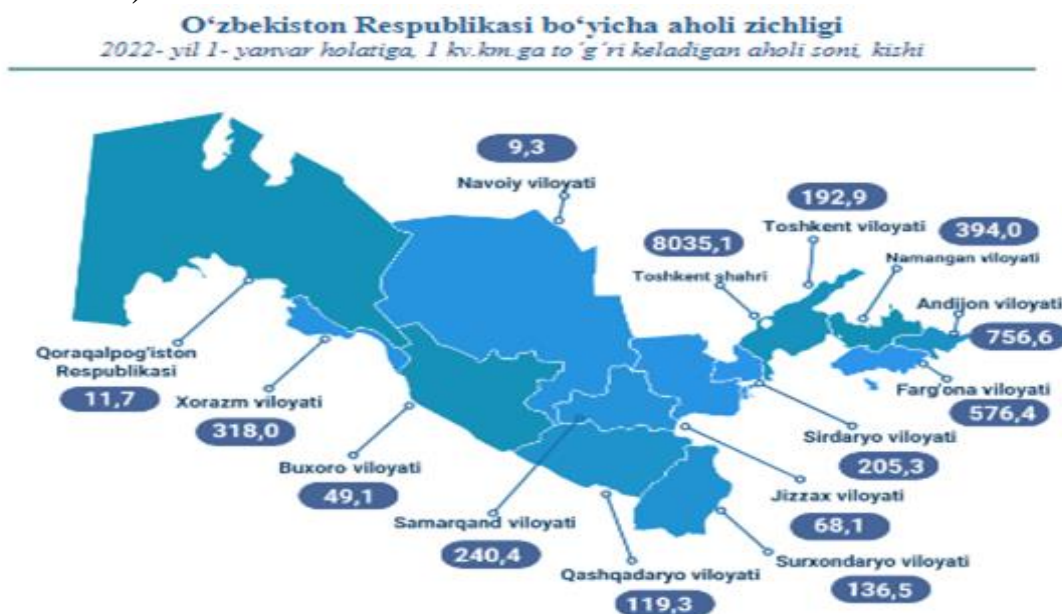 O‘zbekiston Respublikasi bo‘yicha aholi zichligi
2022- yil 1- yanvar holatiga, 1 kv.km.ga to´g´ri keladigan aholi soni, kishi
9,3
Navoiy viloyati
192,9
Toshkent viloyati
394,0
Namangan viloyati
8035,1
Toshkent shahri
Andijon viloyati
756,6
Qoraqalpog'iston
Respublikasi
11,7
Xorazm viloyati
318,0
Farg'ona viloyati
576,4
Buxoro viloyati
49,1
Sirdaryo viloyati
205,3
Samarqand viloyati
240,4
Jizzax viloyati
68,1
Qashqadaryo viloyati
119,3
Surxondaryo viloyati
136,5